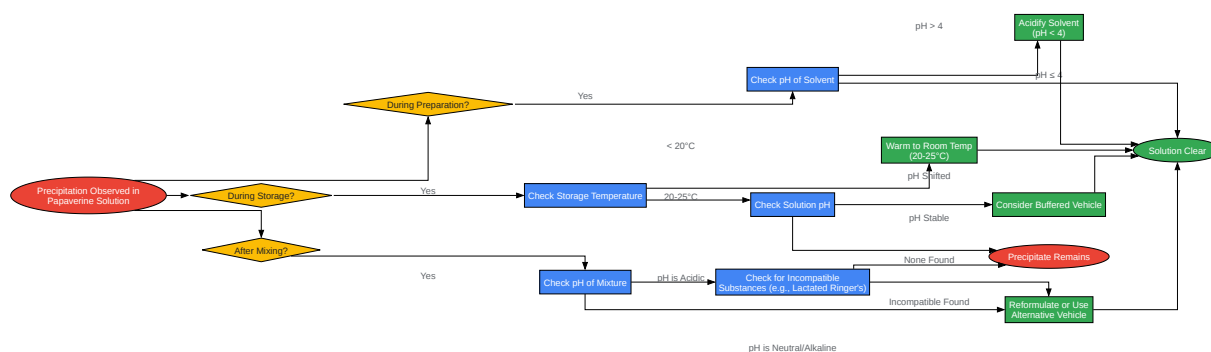 pH > 4
Acidify Solvent
(pH < 4)
Check pH of Solvent
pH ≤ 4
During Preparation?
Yes
< 20°C
Warm to Room Temp
(20-25°C)
Solution Clear
pH Shifted
Precipitation Observed in
Papaverine Solution
During Storage?
Yes
Check Storage Temperature
20-25°C
Check Solution pH
Consider Buffered Vehicle
pH Stable
After Mixing?
Precipitate Remains
None Found
Yes
Check pH of Mixture
pH is Acidic
Check for Incompatible
Substances (e.g., Lactated Ringer's)
Incompatible Found
Reformulate or Use
Alternative Vehicle
pH is Neutral/Alkaline